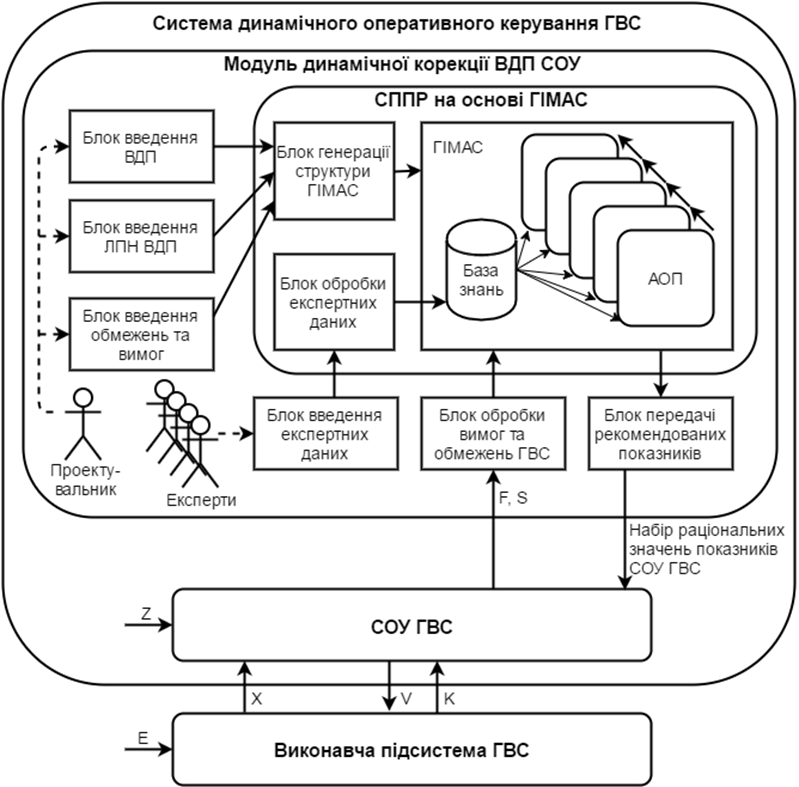 Система динамічного оперативного керування ГВС
Модуль динамічної корекції ВДП СОУ
СППР на основі ГІМАС
Блок введення
ВДП
Блок генерації
структури
ГІМАС
ГІМАС
Блок введення
ЛПН ВДП
База
знань
АОП
Блок обробки
експертних
даних
Блок введення
обмежень та
вимог
Блок введення
експертних
даних
Блок обробки
вимог та
обмежень ГВС
Блок передачі
рекомендованих
показників
Проекту-
вальник
Експерти
F, S
Набір раціональних
значень показників
СОУ ГВС
Z
СОУ ГВС
X
V
K
E
Виконавча підсистема ГВС